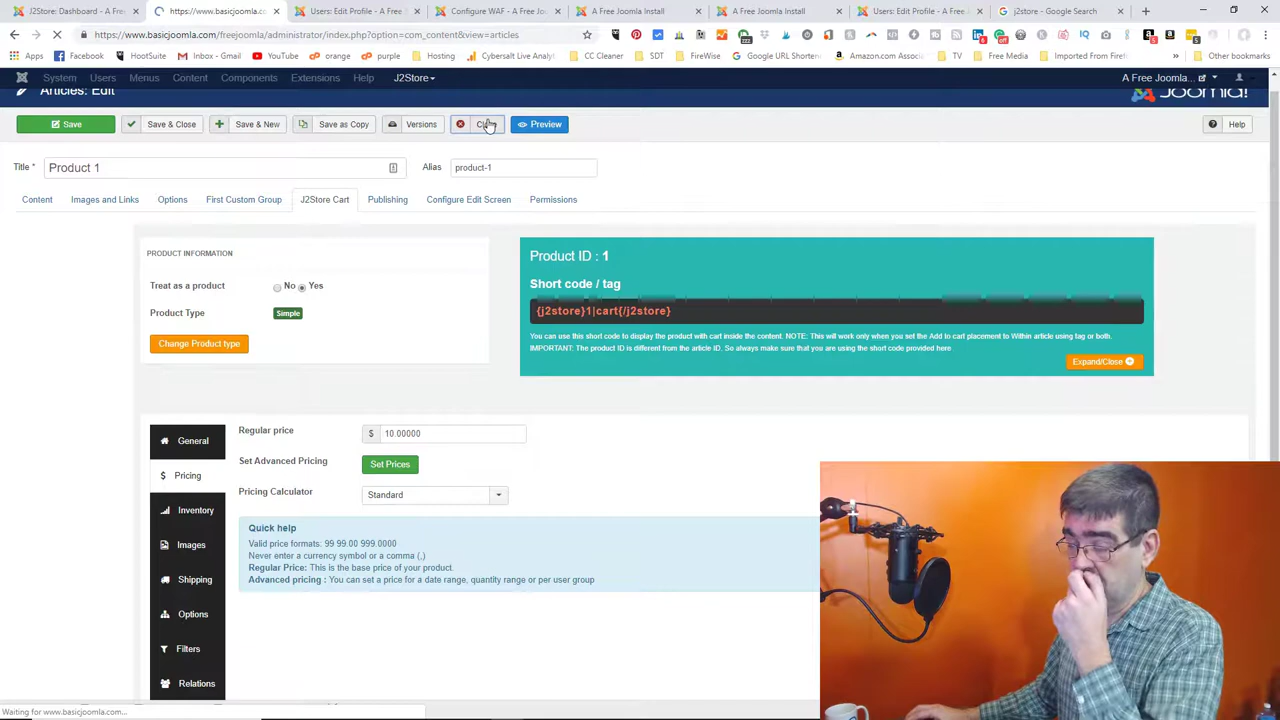 J2Store: Dashboard - A Free
https://www.basicjoomla.com
Users: Edit Profile - A Free
Configure WAF - A Free Jooml
A Free Joomla Install
A Free Joomla Install
Users: Edit Profile - A Free
j2store - Google Search
https://www.basicjoomla.com/freejoomla/administrator/index.php?option=com_content&view=articles
Apps
Facebook
HootSuite
Inbox - Gmail
YouTube
orange
purple
Hosting
Cybersalt Live Analy
CC Cleaner
SDT
FireWise
Google URL Shorten
Amazon.com Associat
TV
Free Media
Imported From Firef
Other bookmarks
System
Users
Menus
Content
Components
Extensions
Help
J2Store
A Free Joomla...
Articles: Edit
Joomla!
Save
Save & Close
Save & New
Save as Copy
Versions
Preview
Help
Title *
Product 1
Alias
product-1
Content
Images and Links
Options
First Custom Group
J2Store Cart
Publishing
Configure Edit Screen
Permissions
PRODUCT INFORMATION
Treat as a product
No
Yes
Product Type
Simple
Change Product type
Product ID : 1
Short code / tag
{j2store}1|cart{/j2store}
You can use this short code to display the product with cart inside the content. NOTE: This will work only when you set the Add to cart placement to Within article using tag or both.
IMPORTANT: The product ID is different from the article ID. So always make sure that you are using the short code provided here
Expand/Close
General
Pricing
Inventory
Images
Shipping
Options
Filters
Relations
Regular price
$ 10.00000
Set Advanced Pricing
Set Prices
Pricing Calculator
Standard
Quick help
Valid price formats: 99 99.00 999.0000
Never enter a currency symbol or a comma (,)
Regular Price: This is the base price of your product.
Advanced pricing : You can set a price for a date range, quantity range or per user group
Waiting for www.basicjoomla.com...